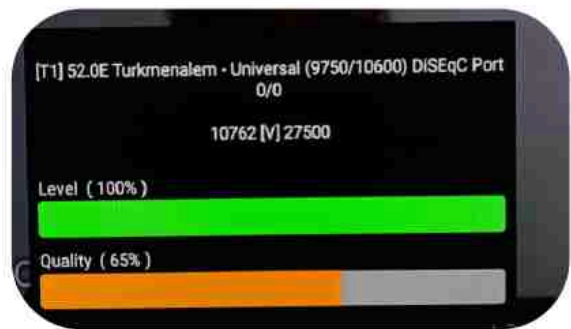 [T1] 52.0E Turkmenalem - Universal (9750/10600) DiSEqC Port
0/0
10762 [V] 27500
Level ( 100% )
Quality ( 65% )